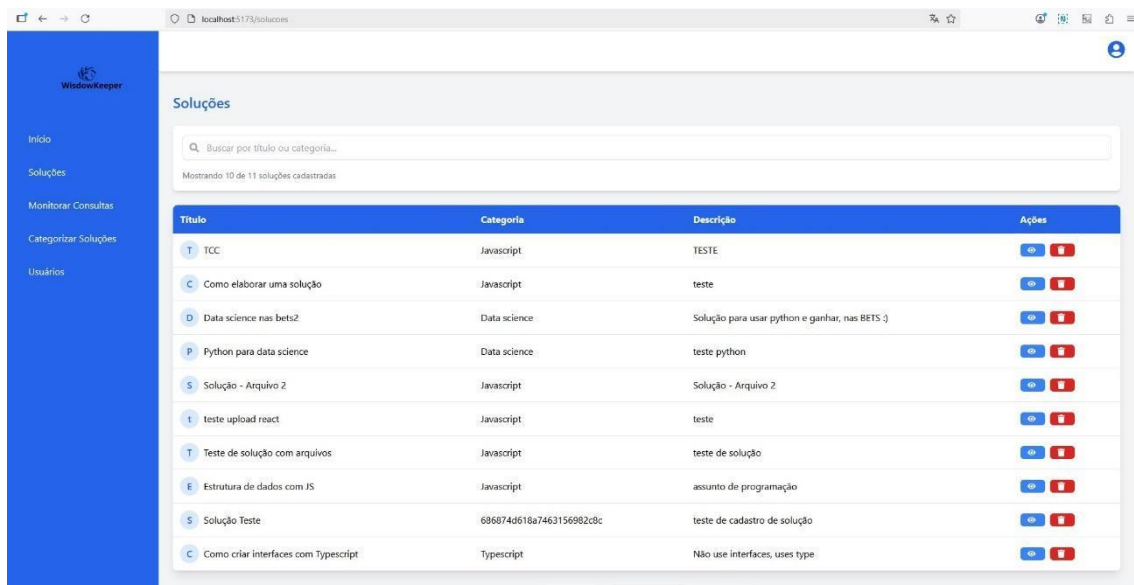 localhost:5173/solucoes
WisdowKeeper
Início
Soluções
Monitorar Consultas
Categorizar Soluções
Usuários
Soluções
Buscar por título ou categoria...
Mostrando 10 de 11 soluções cadastradas
Título Categoria Descrição Ações
T TCC Javascript TESTE
C Como elaborar uma solução Javascript teste
D Data science nas bets2 Data science Solução para usar python e ganhar, nas BETS :)
P Python para data science Data science teste python
S Solução - Arquivo 2 Javascript Solução - Arquivo 2
t teste upload react Javascript teste
T Teste de solução com arquivos Javascript teste de solução
E Estrutura de dados com JS Javascript assunto de programação
S Solução Teste 686874d618a7463156982c8c teste de cadastro de solução
C Como criar interfaces com Typescript Typescript Não use interfaces, uses type